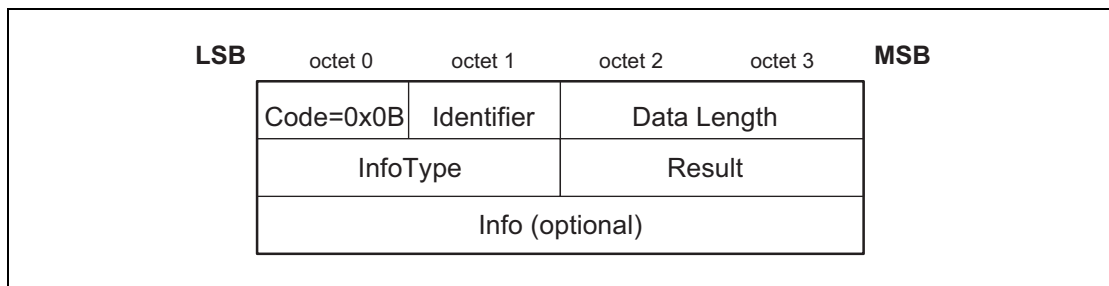 LSB octet 0 octet 1 octet 2 octet 3 MSB
Code=0x0B Identifier Data Length
InfoType Result
Info (optional)